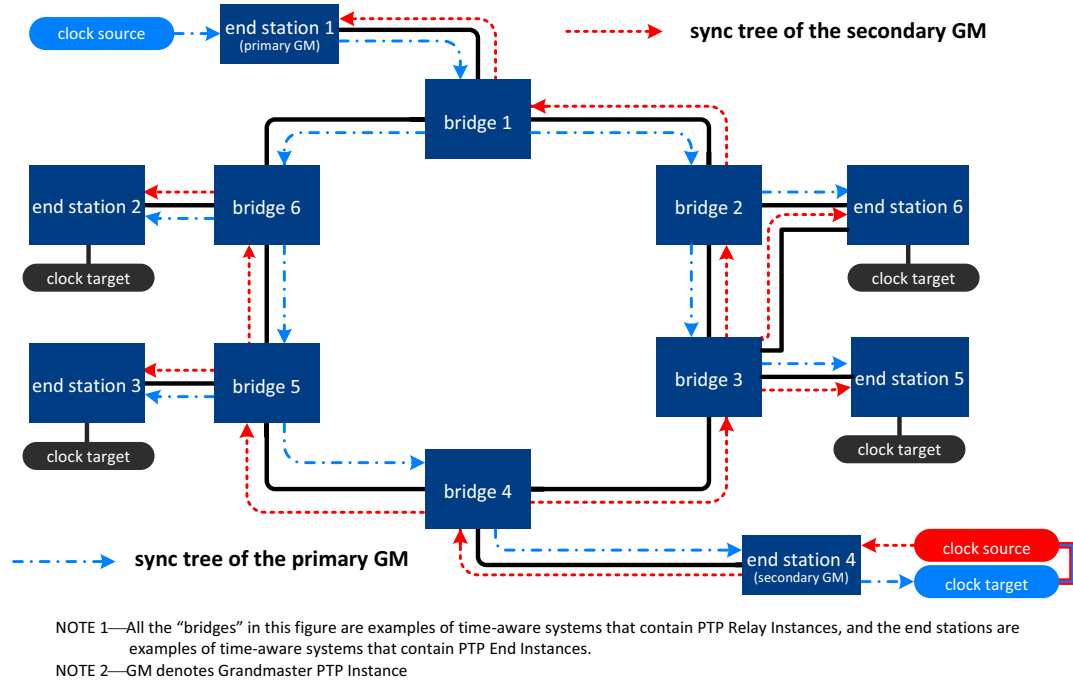 clock source
end station 1
(primary GM)
sync tree of the secondary GM
bridge 1
end station 2
bridge 6
bridge 2
end station 6
clock target
clock target
end station 3
bridge 5
bridge 3
end station 5
clock target
clock target
bridge 4
sync tree of the primary GM
end station 4
(secondary GM)
clock source
clock target
NOTE 1—All the “bridges” in this figure are examples of time-aware systems that contain PTP Relay Instances, and the end stations are
examples of time-aware systems that contain PTP End Instances.
NOTE 2—GM denotes Grandmaster PTP Instance